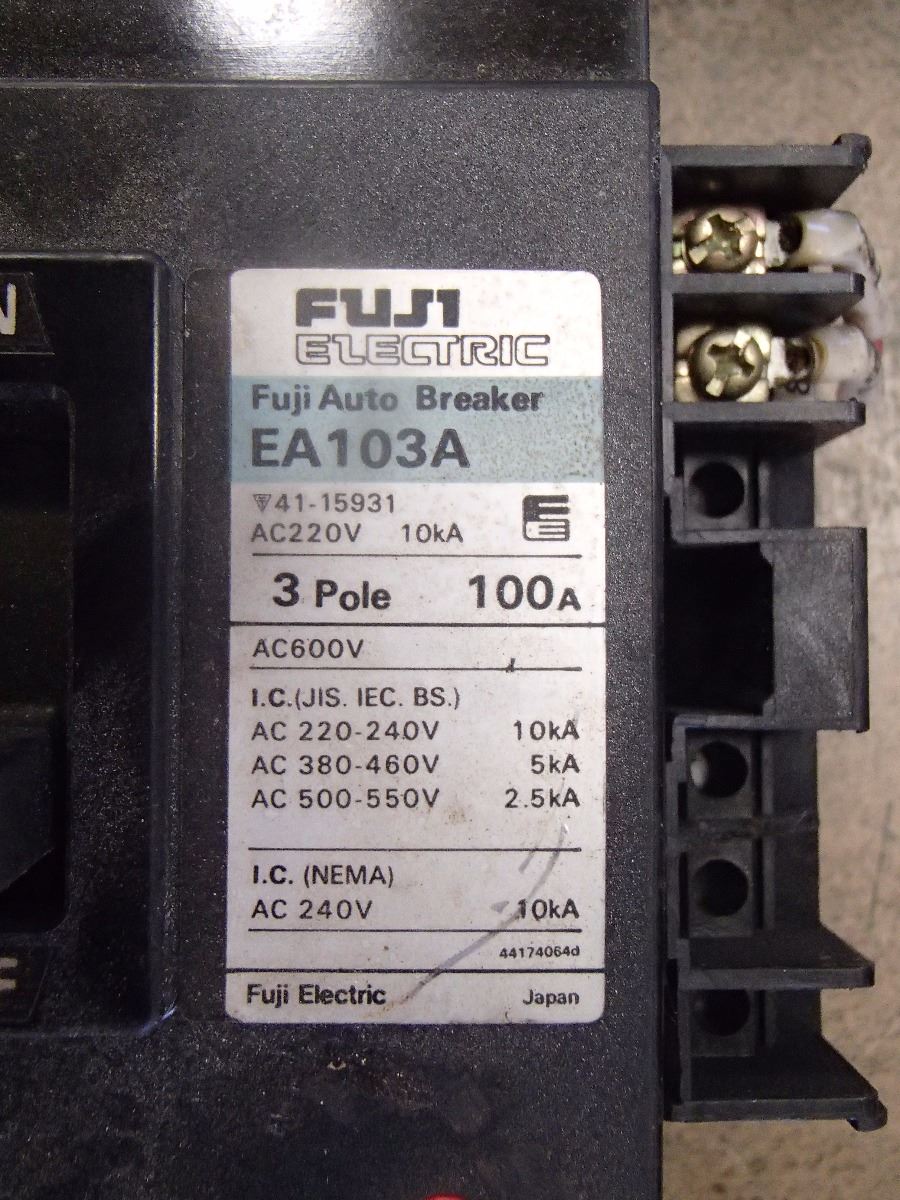 FUJI
ELECTRIC
Fuji Auto Breaker
EA103A
41-15931
AC220V 10kA
3 Pole 100A
AC600V
I.C.(JIS. IEC. BS.)
AC 220-240V 10kA
AC 380-460V 5kA
AC 500-550V 2.5kA
I.C. (NEMA)
AC 240V 10kA
44174064d
Fuji Electric Japan